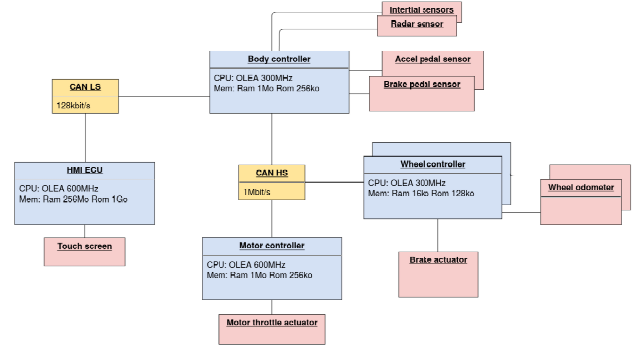 Intertial sensors
Radar sensor
Body controller
CPU: OLEA 300MHz
Mem: Ram 1Mo Rom 256ko
Accel pedal sensor
Brake pedal sensor
CAN LS
128kbit/s
HMI ECU
CPU: OLEA 600MHz
Mem: Ram 256Mo Rom 1Go
Touch screen
CAN HS
1Mbit/s
Wheel controller
CPU: OLEA 300MHz
Mem: Ram 16ko Rom 128ko
Wheel odometer
Motor controller
CPU: OLEA 600MHz
Mem: Ram 1Mo Rom 256ko
Brake actuator
Motor throttle actuator